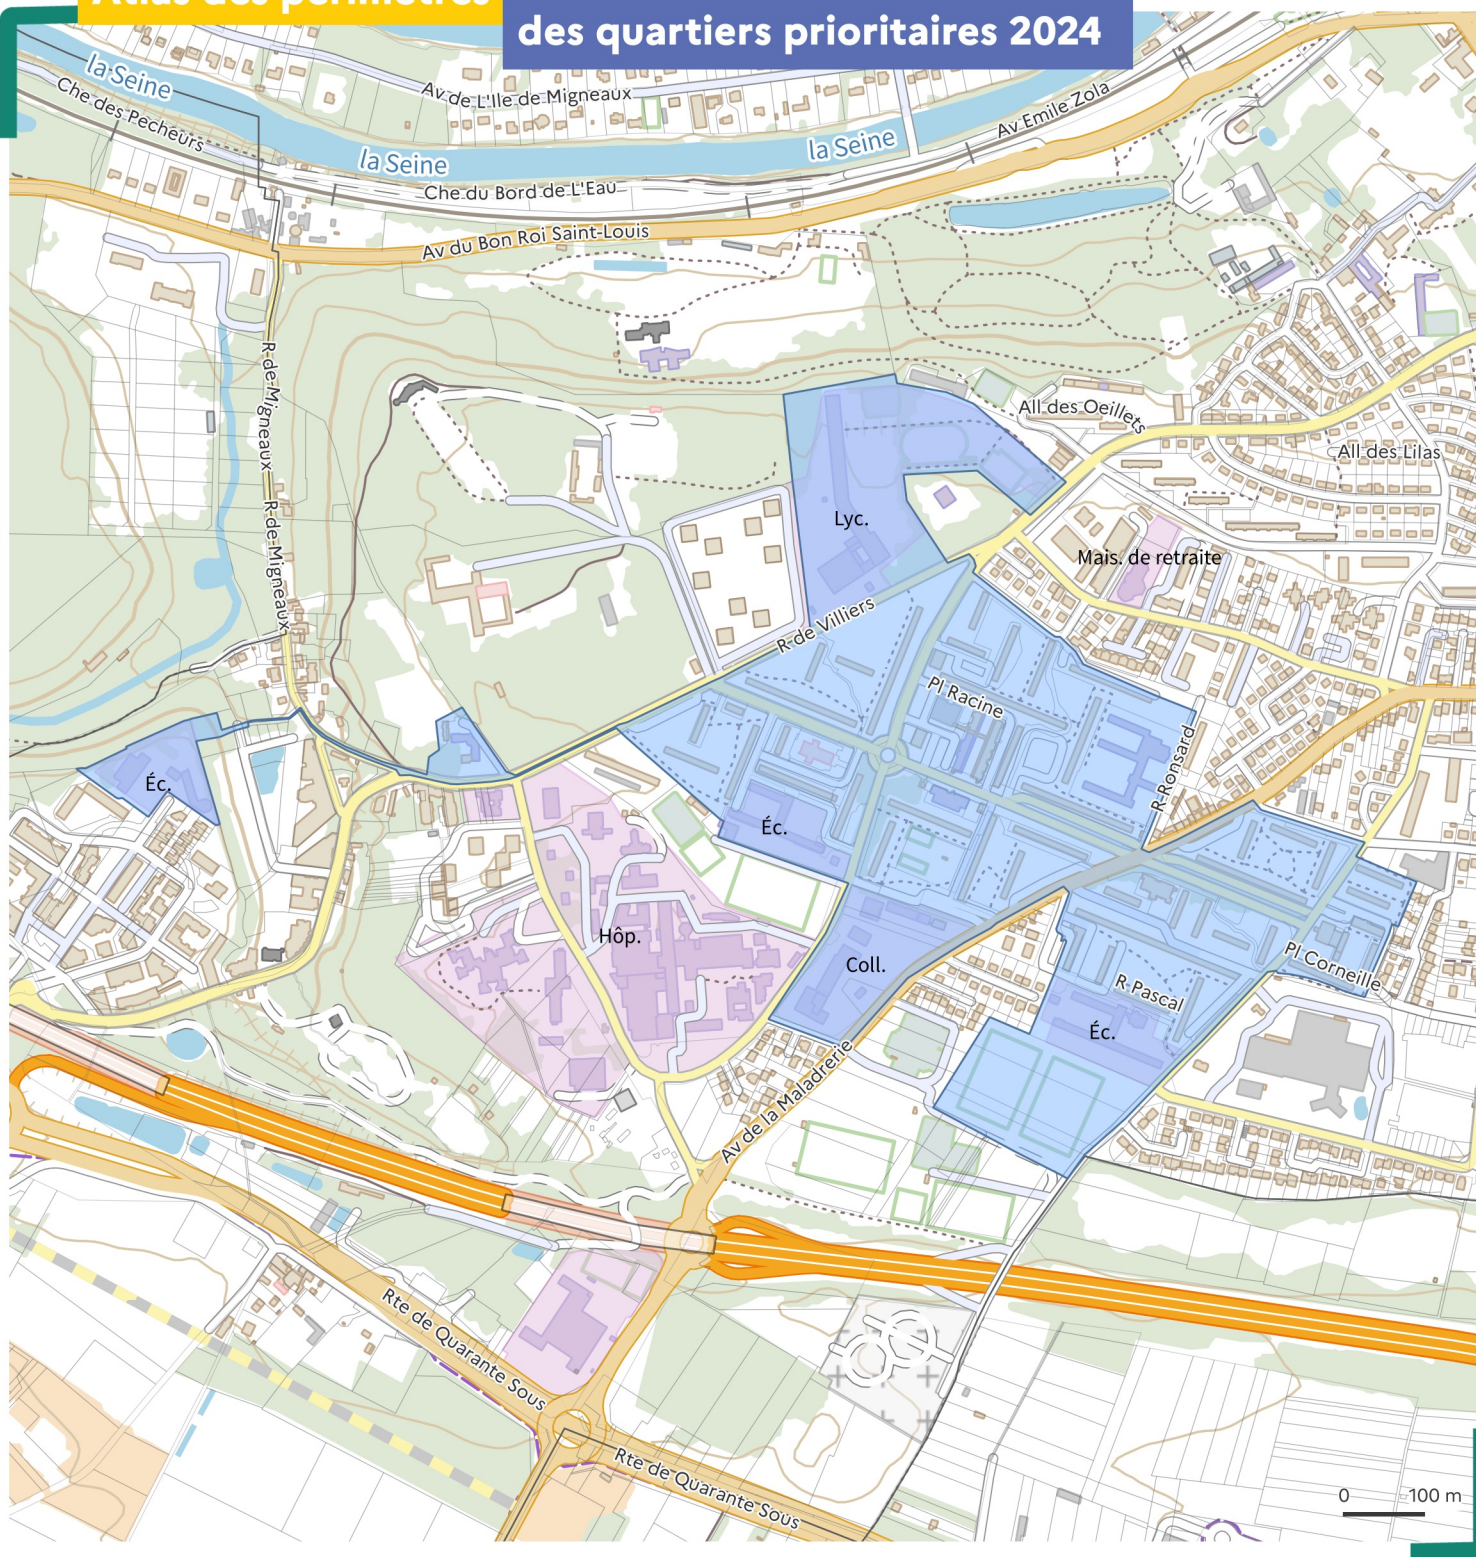 Atlas des périmètres
des quartiers prioritaires 2024
la Seine
Av de L'Ile de Migneaux
Che des Pecheurs
Av Emile Zola
la Seine
la Seine
Che du Bord de L'Eau
Av du Bon Roi Saint-Louis
R de Migneaux
All des Oeillets
All des Lilas
R de Migneaux
Lyc.
Mais. de retraite
R de Villiers
Pl Racine
R Ronsard
Éc.
Éc.
Hôp.
Coll.
Pl Corneille
R Pascal
Éc.
Av de la Maladrerie
Rte de Quarante Sous
Rte de Quarante Sous
0 100 m